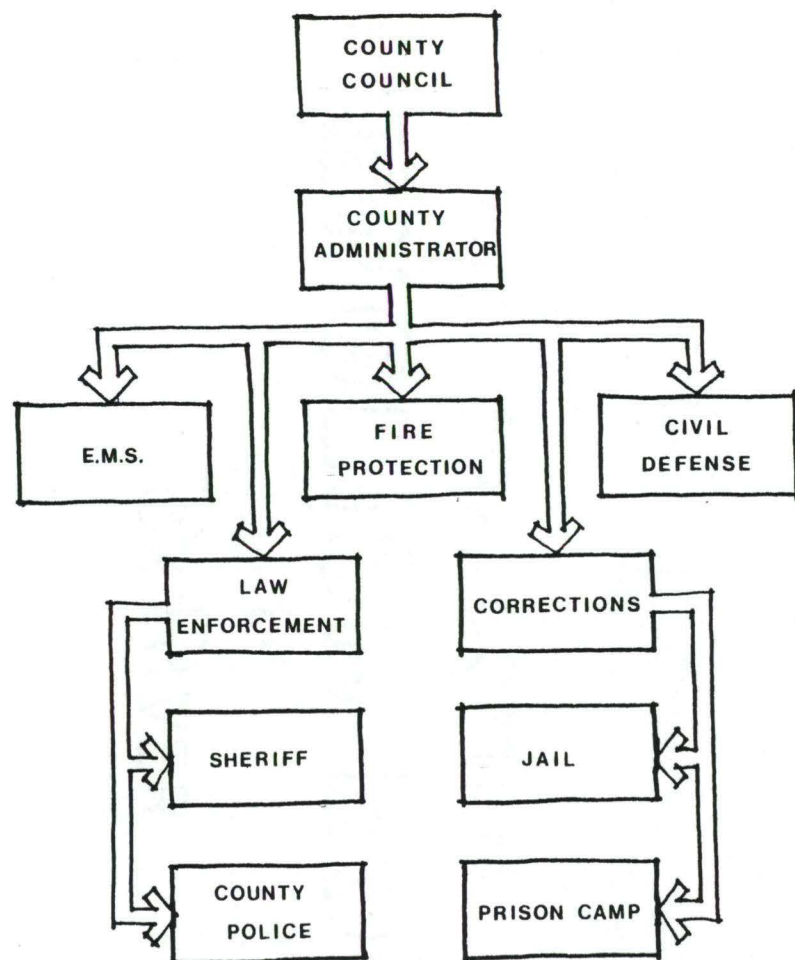 COUNTY
COUNCIL
COUNTY
ADMINISTRATOR
E.M.S.
FIRE
PROTECTION
CIVIL
DEFENSE
LAW
ENFORCEMENT
CORRECTIONS
SHERIFF
JAIL
COUNTY
POLICE
PRISON CAMP